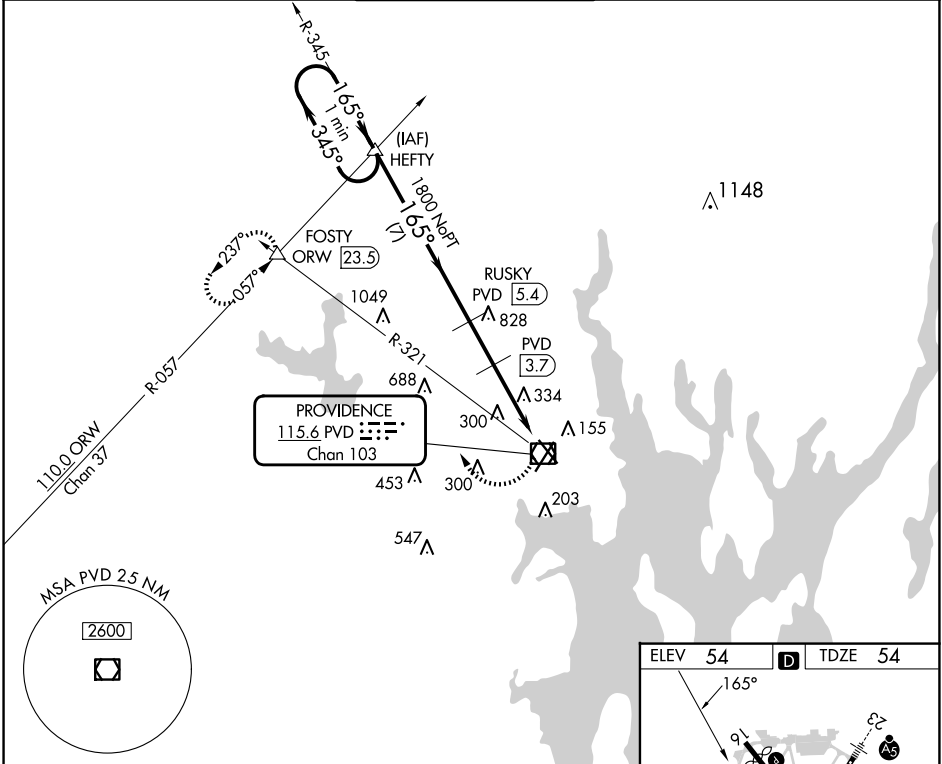 R-345
165°
1 min
345°
(IAF)
HEFTY
1800 NoPT
165°
(7)
1148
237°
057°
FOSTY
ORW 23.5
RUSKY
PVD 5.4
828
1049
R-321
PVD
3.7
R-057
688
334
300
155
PROVIDENCE
115.6 PVD
Chan 103
110.0 ORW
Chan 37
453
300
203
547
MSA PVD 25 NM
2600
ELEV 54
D
TDZE 54
165°
16
23
A5